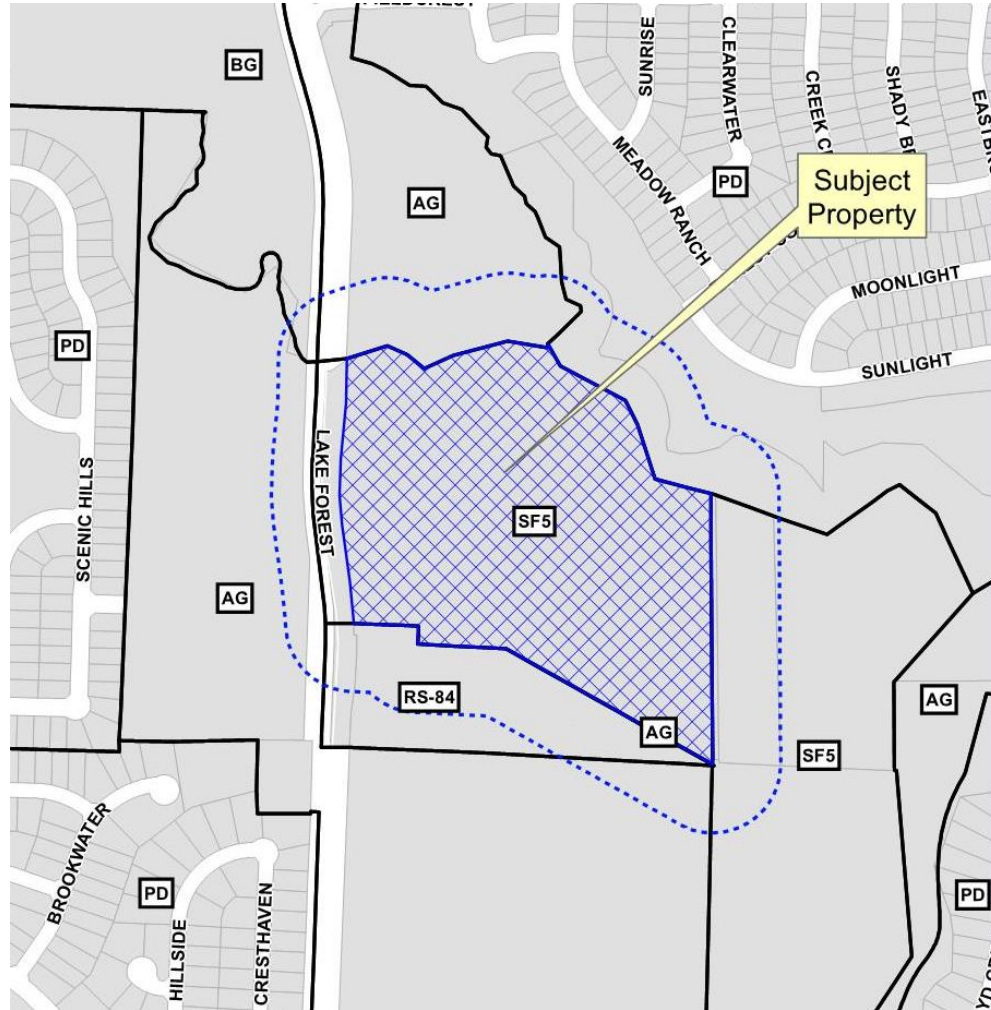 BG
SUNRISE
CLEARWATER
CREEK
SHADY
MEADOW RANCH
PD
Subject
Property
AG
MOONLIGHT
SUNLIGHT
PD
LAKE FOREST
SCENIC HILLS
SF5
AG
RS-84
AG
AG
SF5
BROOKWATER
PD
HILLSIDE
CRESTHAVEN
PD